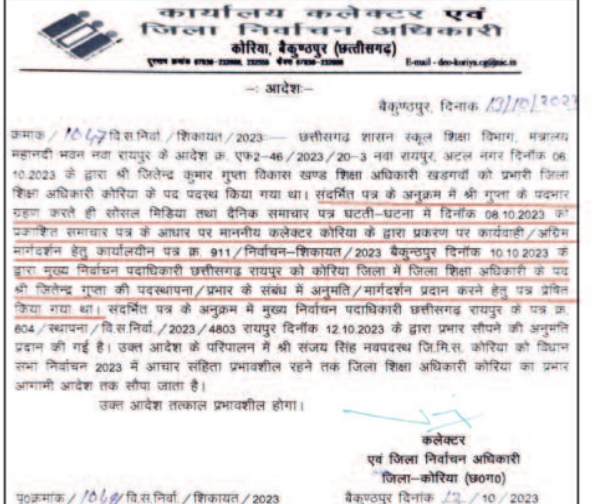 कार्यालय कलेक्टर एवं
जिला निर्वाचन अधिकारी
कोरिया, बैकुण्ठपुर (छत्तीसगढ़)
-: आदेश:-
बैकुण्ठपुर, दिनांक 13/10/2023
क्रमांक / 1047 वि.स.निर्वा. / शिकायत / 2023:— छत्तीसगढ़ शासन स्कूल शिक्षा विभाग, मंत्रालय
महानदी भवन नवा रायपुर के आदेश क्र. एफ2-46 / 2023 / 20-3 नवा रायपुर, अटल नगर दिनाँक 06.
10.2023 के द्वारा श्री जितेन्द्र कुमार गुप्ता विकास खण्ड शिक्षा अधिकारी खडगवॉ को प्रभारी जिला
शिक्षा अधिकारी कोरिया के पद पदस्थ किया गया था। संदर्भित पत्र के अनुक्रम में श्री गुप्ता के पदभार
ग्रहण करते ही सोसल मिडिया तथा दैनिक समाचार पत्र घटती-घटना में दिनाँक 08.10.2023 को
प्रकाशित समाचार पत्र के आधार पर माननीय कलेक्टर कोरिया के द्वारा प्रकरण पर कार्यवाही / अग्रिम
मार्गदर्शन हेतु कार्यालयीन पत्र क्र. 911 / निर्वाचन-शिकायत / 2023 बैकुन्ठपुर दिनाँक 10.10.2023 के
द्वारा मुख्य निर्वाचन पदाधिकारी छत्तीसगढ़ रायपुर को कोरिया जिला में जिला शिक्षा अधिकारी के पद
श्री जितेन्द्र गुप्ता की पदस्थापना / प्रभार के संबंध में अनुमति / मार्गदर्शन प्रदान करने हेतु पत्र प्रेषित
किया गया था। संदर्भित पत्र के अनुक्रम में मुख्य निर्वाचन पदाधिकारी छत्तीसगढ़ रायपुर के पत्र क्र.
604 / स्थापना / वि.स.निर्वा. / 2023 / 4803 रायपुर दिनाँक 12.10.2023 के द्वारा प्रभार सौपने की अनुमति
प्रदान की गई है। उक्त आदेश के परिपालन में श्री संजय सिंह नवपदस्थ जि.मि.स. कोरिया को विधान
सभा निर्वाचन 2023 में आचार संहिता प्रभावशील रहने तक जिला शिक्षा अधिकारी कोरिया का प्रभार
आगामी आदेश तक सौपा जाता है।
उक्त आदेश तत्काल प्रभावशील होगा।
कलेक्टर
एवं जिला निर्वाचन अधिकारी
जिला-कोरिया (छ०ग०)
पृ0क्रमांक / वि.स.निर्वा. / शिकायत / 2023 बैकुण्ठपुर दिनांक / 10 / 2023